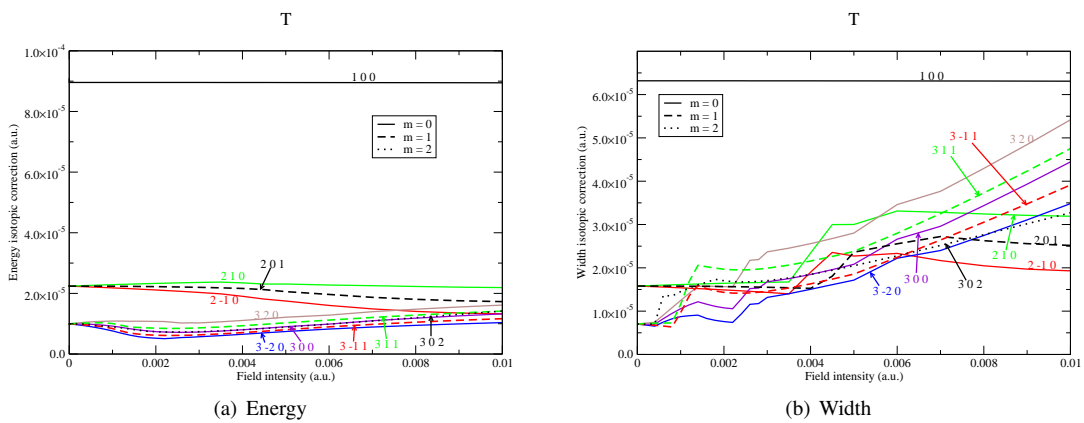 T
1.0×10⁻⁴
8.0×10⁻⁵
6.0×10⁻⁵
4.0×10⁻⁵
2.0×10⁻⁵
0.0
Energy isotopic correction (a.u.)
1 0 0
m = 0
m = 1
m = 2
2 1 0
2 0 1
2 -1 0
3 2 0
3 -2 0
3 0 0
3 -1 1
3 1 1
3 0 2
0 0.002 0.004 0.006 0.008 0.01
Field intensity (a.u.)
(a) Energy
T
6.0×10⁻⁵
5.0×10⁻⁵
4.0×10⁻⁵
3.0×10⁻⁵
2.0×10⁻⁵
1.0×10⁻⁵
0.0
Width isotopic correction (a.u.)
1 0 0
m = 0
m = 1
m = 2
3 -1 1
3 2 0
3 1 1
2 0 1
2 1 0
3 0 0
3 0 2
2 -1 0
3 -2 0
0 0.002 0.004 0.006 0.008 0.01
Field intensity (a.u.)
(b) Width